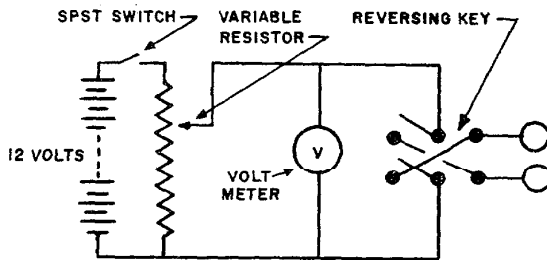 SPST SWITCH
VARIABLE
RESISTOR
REVERSING KEY
12 VOLTS
V
VOLT
METER